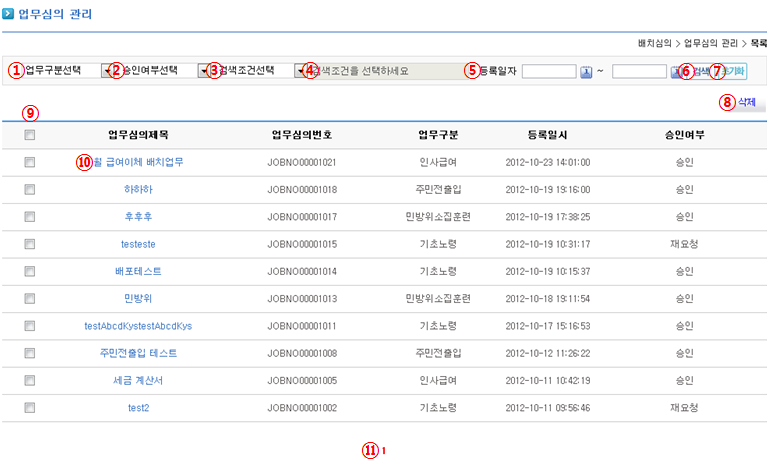 업무심의 관리
배치심의 > 업무심의 관리 > 목록
① 업무구분선택 ② 승인여부선택 ③ 검색조건선택 ④ 검색조건을 선택하세요 ⑤ 등록일자 ~ ⑥ 검색 ⑦ 초기화
⑧ 삭제
⑨
업무심의제목 업무심의번호 업무구분 등록일시 승인여부
⑩ 월 급여이체 배치업무 JOBNO00001021 인사급여 2012-10-23 14:01:00 승인
하하하 JOBNO00001018 주민전출입 2012-10-19 19:16:00 승인
후후후 JOBNO00001017 민방위소집훈련 2012-10-19 17:38:25 승인
testeste JOBNO00001015 기초노령 2012-10-19 10:31:17 재요청
배포테스트 JOBNO00001014 기초노령 2012-10-19 10:15:37 승인
민방위 JOBNO00001013 민방위소집훈련 2012-10-18 19:11:54 승인
testAbcdKystestAbcdKys JOBNO00001011 기초노령 2012-10-17 15:16:53 승인
주민전출입 테스트 JOBNO00001008 주민전출입 2012-10-12 11:26:22 승인
세금 계산서 JOBNO00001005 인사급여 2012-10-11 10:42:19 승인
test2 JOBNO00001002 기초노령 2012-10-11 09:56:46 재요청
⑪ 1